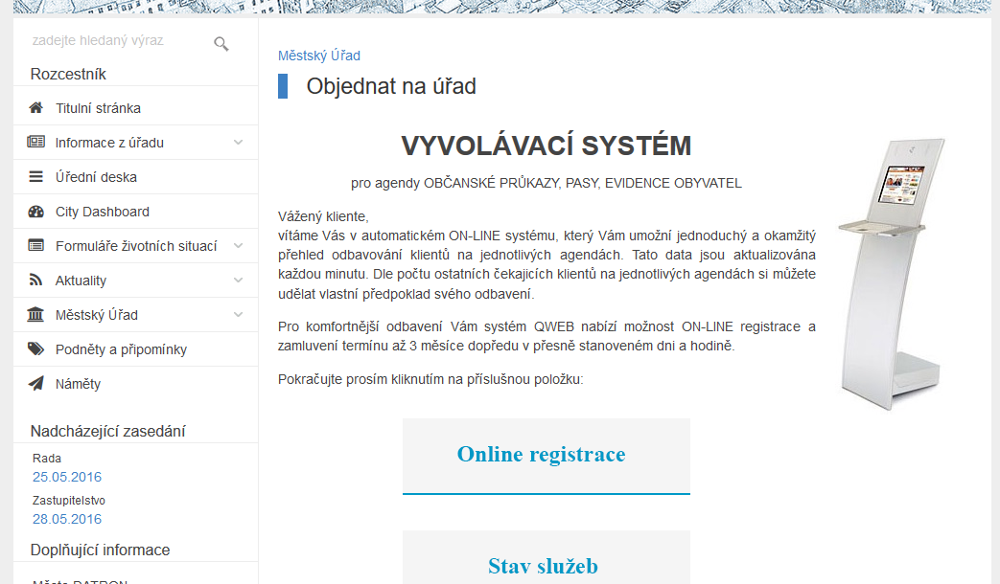 zadejte hledaný výraz
Rozcestník
Titulní stránka
Informace z úřadu
Úřední deska
City Dashboard
Formuláře životních situací
Aktuality
Městský Úřad
Podněty a připomínky
Náměty
Nadcházející zasedání
Rada
25.05.2016
Zastupitelstvo
28.05.2016
Doplňující informace
Město DATRON
Městský Úřad
Objednat na úřad
VYVOLÁVACÍ SYSTÉM
pro agendy OBČANSKÉ PRŮKAZY, PASY, EVIDENCE OBYVATEL
Vážený kliente,
vítáme Vás v automatickém ON-LINE systému, který Vám umožní jednoduchý a okamžitý
přehled odbavování klientů na jednotlivých agendách. Tato data jsou aktualizována
každou minutu. Dle počtu ostatních čekajicích klientů na jednotlivých agendách si můžete
udělat vlastní předpoklad svého odbavení.
Pro komfortnější odbavení Vám systém QWEB nabízí možnost ON-LINE registrace a
zamluvení termínu až 3 měsíce dopředu v přesně stanoveném dni a hodině.
Pokračujte prosím kliknutím na příslušnou položku:
Online registrace
Stav služeb